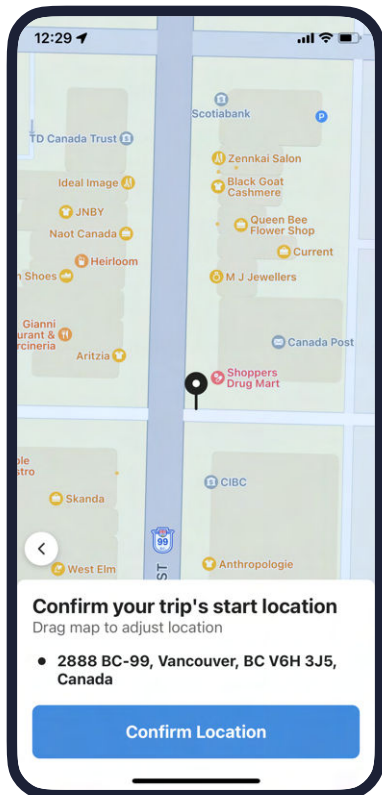 12:29
Scotiabank
P
TD Canada Trust
Zennkai Salon
Ideal Image
Black Goat
Cashmere
JNBY
Queen Bee
Flower Shop
Naot Canada
Current
Heirloom
n Shoes
M J Jewellers
Gianni
urant &
rcineria
Canada Post
Aritzia
Shoppers
Drug Mart
ole
stro
CIBC
Skanda
99
West Elm
Anthropologie
ST
Confirm your trip's start location
Drag map to adjust location
• 2888 BC-99, Vancouver, BC V6H 3J5,
Canada
Confirm Location